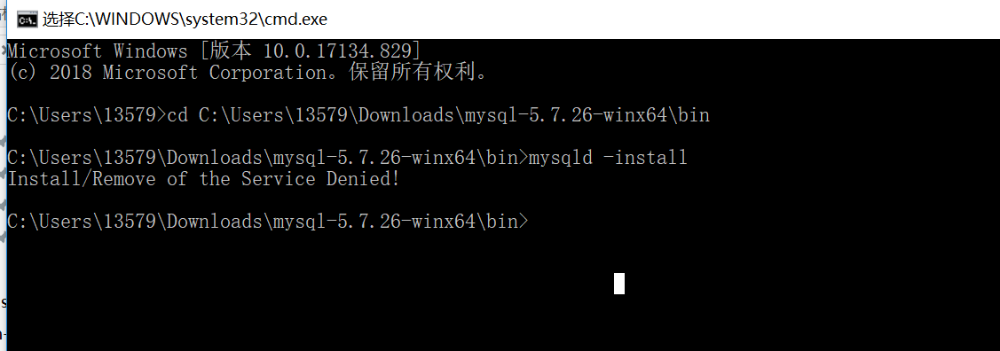 选择C:\WINDOWS\system32\cmd.exe
Microsoft Windows [版本 10.0.17134.829]
(c) 2018 Microsoft Corporation。保留所有权利。
C:\Users\13579>cd C:\Users\13579\Downloads\mysql-5.7.26-winx64\bin
C:\Users\13579\Downloads\mysql-5.7.26-winx64\bin>mysqld -install
Install/Remove of the Service Denied!
C:\Users\13579\Downloads\mysql-5.7.26-winx64\bin>